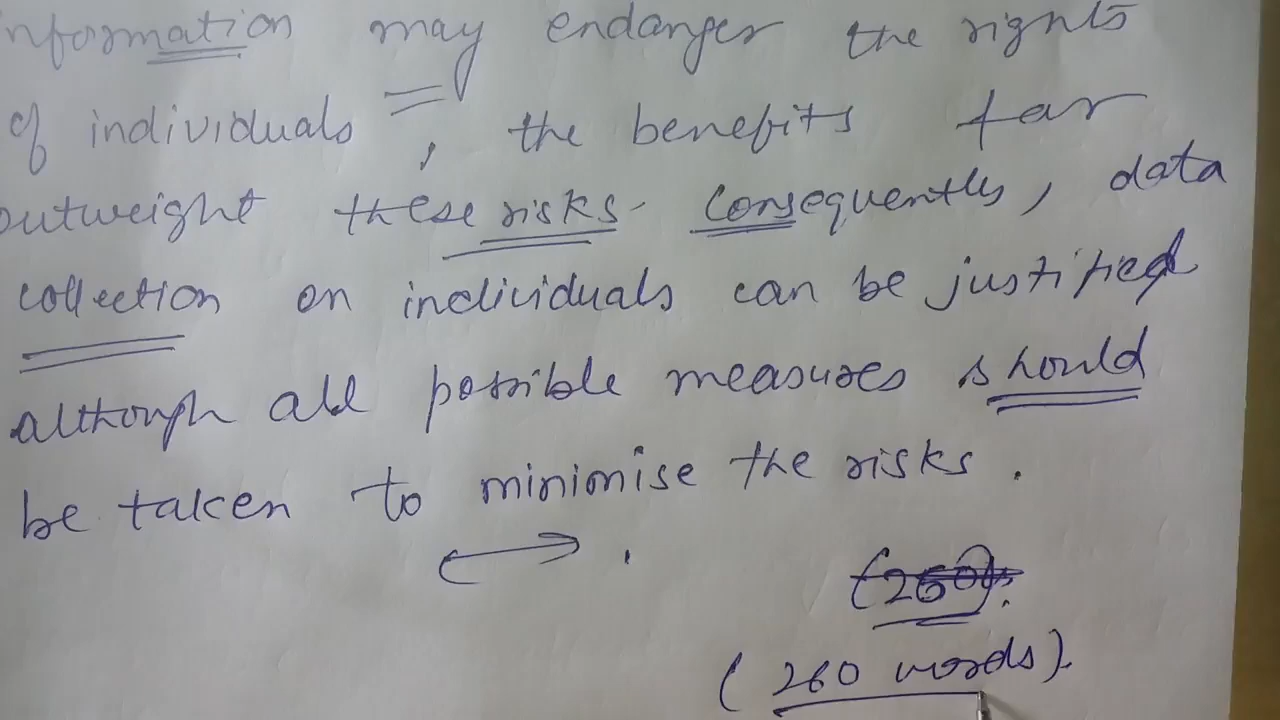 nformation may endanger the rights
of individuals, the benefits far
outweight these risks. Consequently, data
collection on individuals can be justified
although all possible measures should
be taken to minimise the risks.
(260).
(260 words).